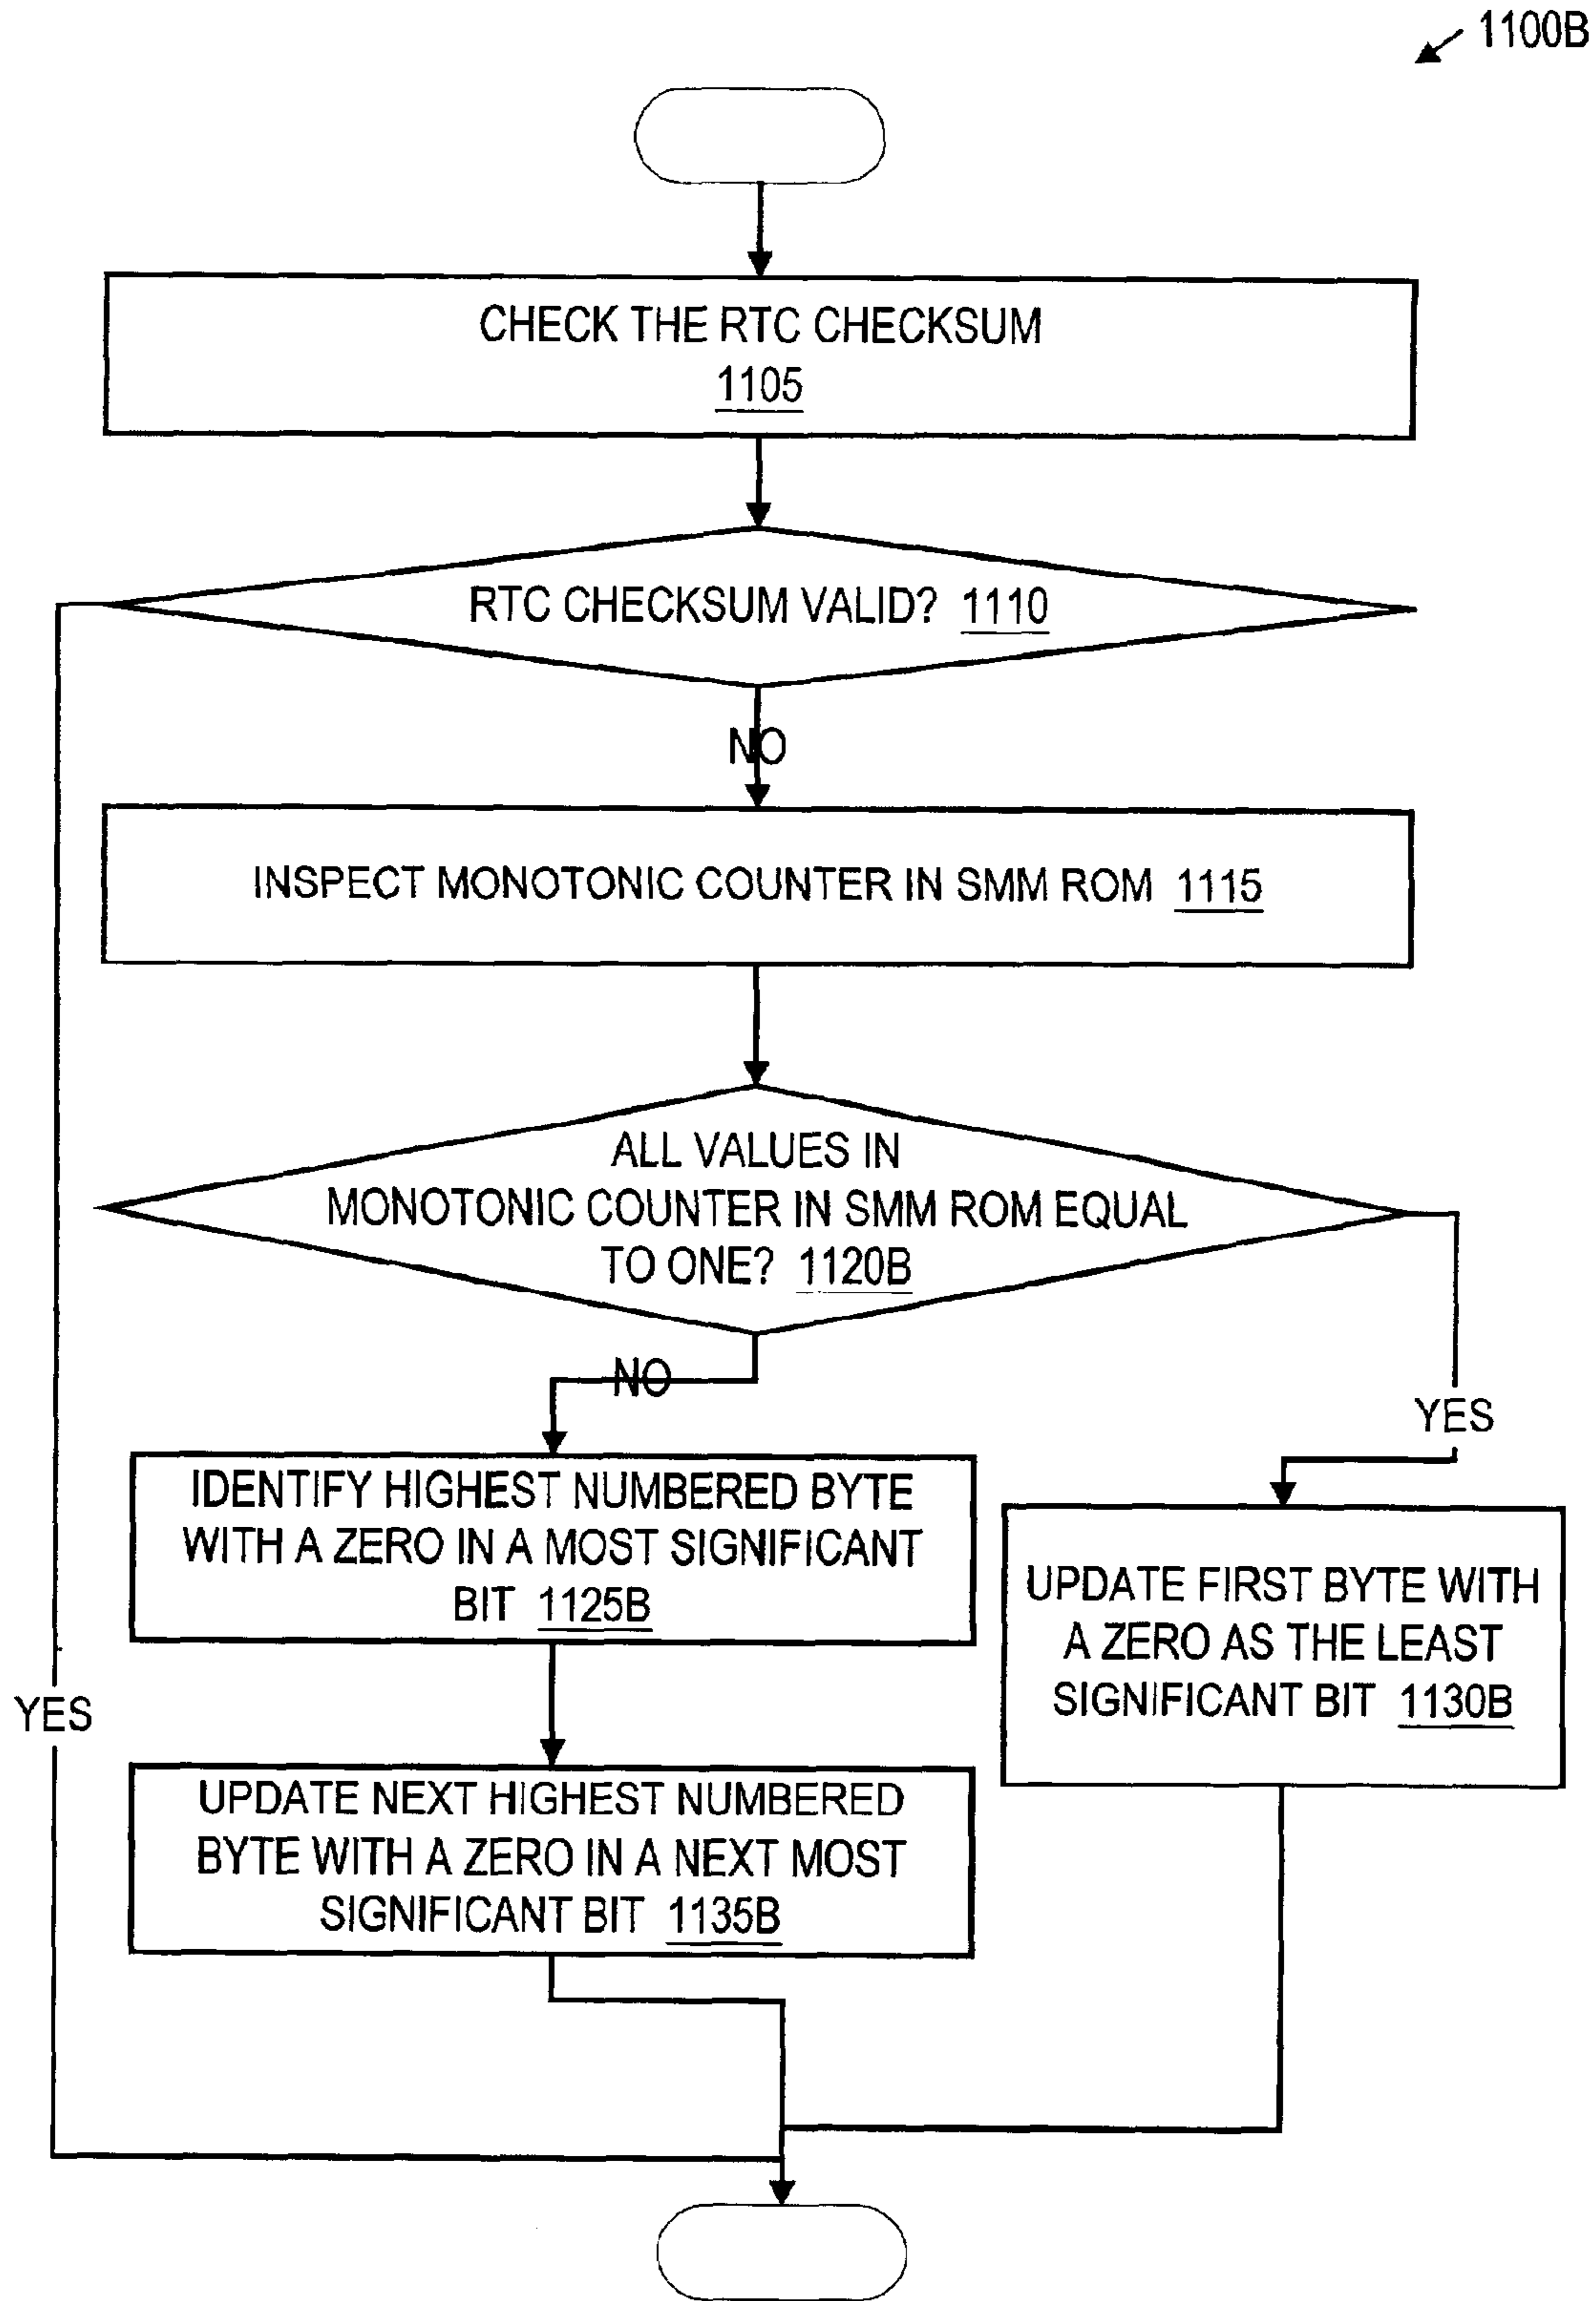 1100B
CHECK THE RTC CHECKSUM
1105
RTC CHECKSUM VALID? 1110
NO
INSPECT MONOTONIC COUNTER IN SMM ROM 1115
ALL VALUES IN
MONOTONIC COUNTER IN SMM ROM EQUAL
TO ONE? 1120B
NO
YES
IDENTIFY HIGHEST NUMBERED BYTE
WITH A ZERO IN A MOST SIGNIFICANT
BIT 1125B
UPDATE FIRST BYTE WITH
A ZERO AS THE LEAST
SIGNIFICANT BIT 1130B
YES
UPDATE NEXT HIGHEST NUMBERED
BYTE WITH A ZERO IN A NEXT MOST
SIGNIFICANT BIT 1135B